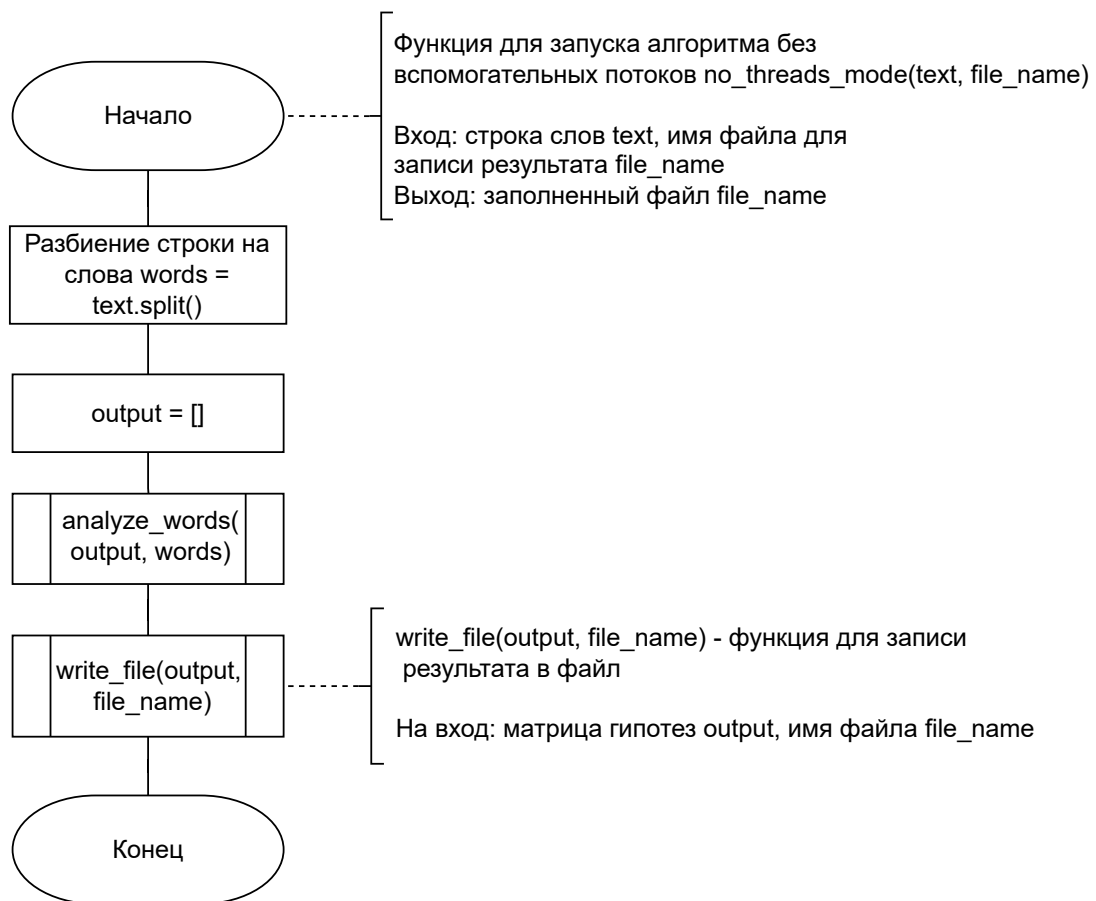 Начало
Функция для запуска алгоритма без
вспомогательных потоков no_threads_mode(text, file_name)
Вход: строка слов text, имя файла для
записи результата file_name
Выход: заполненный файл file_name
Разбиение строки на
слова words =
text.split()
output = []
analyze_words(
output, words)
write_file(output,
file_name)
write_file(output, file_name) - функция для записи
результата в файл
На вход: матрица гипотез output, имя файла file_name
Конец